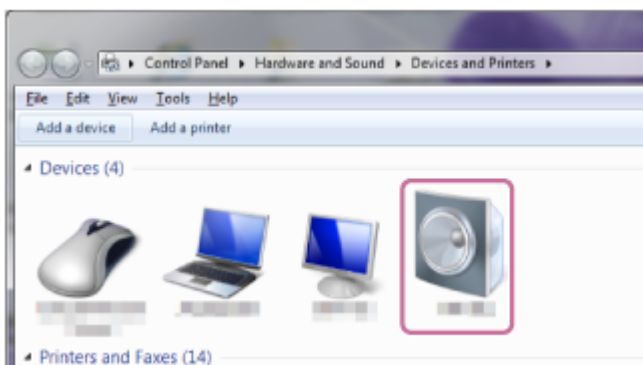 Control Panel ▸ Hardware and Sound ▸ Devices and Printers ▸
File Edit View Tools Help
Add a device Add a printer
Devices (4)
Printers and Faxes (14)